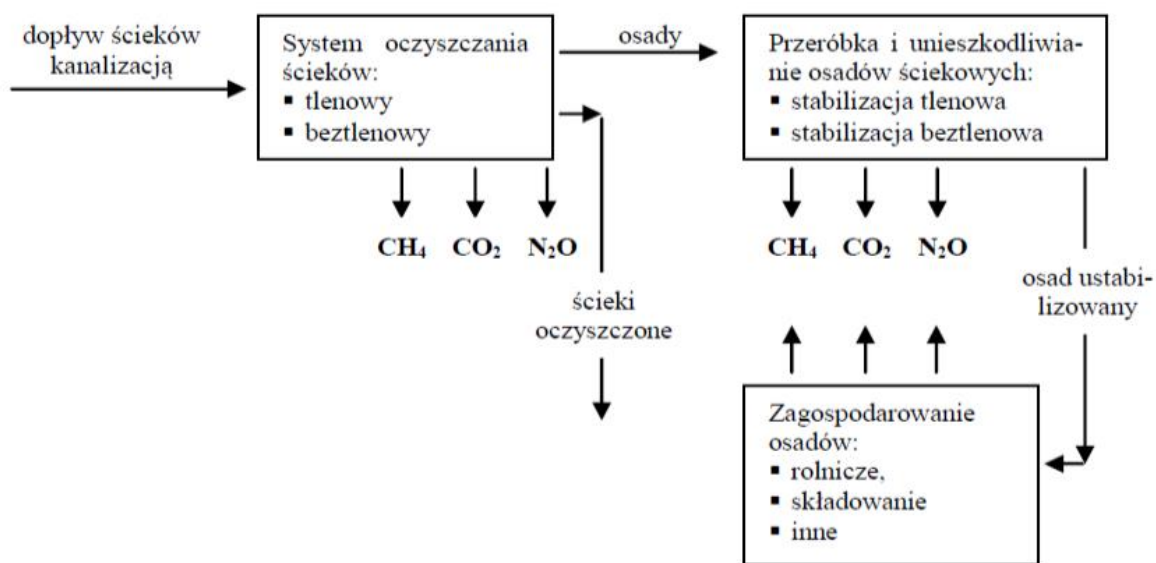 dopływ ścieków
kanalizacją
System oczyszczania
ścieków:
▪ tlenowy
▪ beztlenowy
osady
Przeróbka i unieszkodliwia-
nie osadów ściekowych:
▪ stabilizacja tlenowa
▪ stabilizacja beztlenowa
CH₄ CO₂ N₂O
ścieki
oczyszczone
CH₄ CO₂ N₂O
osad ustabi-
lizowany
Zagospodarowanie
osadów:
▪ rolnicze,
▪ składowanie
▪ inne